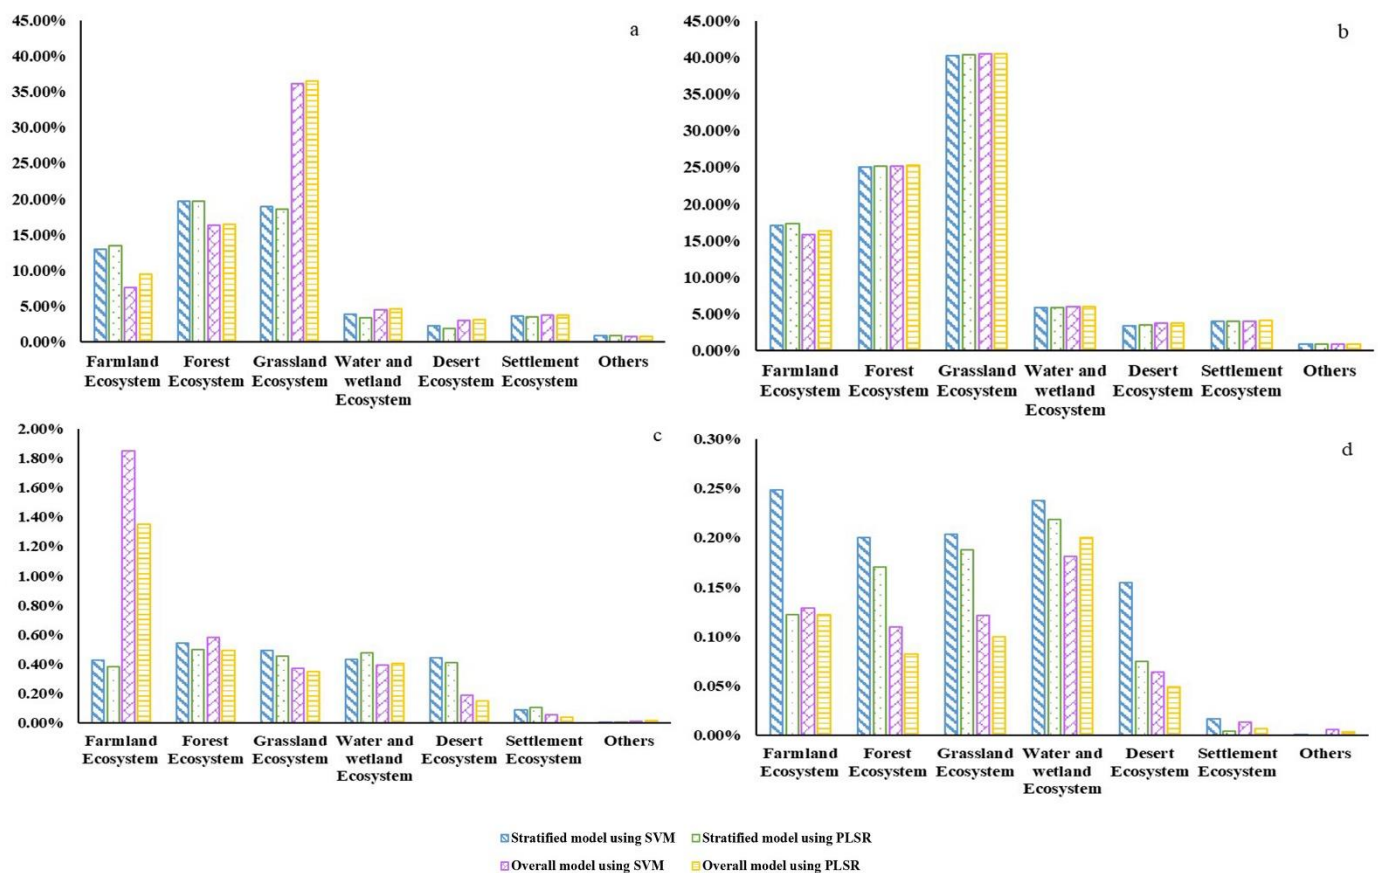 a
45.00%
40.00%
35.00%
30.00%
25.00%
20.00%
15.00%
10.00%
5.00%
0.00%
Farmland Forest Grassland Water and Desert Settlement Others
Ecosystem Ecosystem Ecosystem wetland Ecosystem Ecosystem
Ecosystem
b
45.00%
40.00%
35.00%
30.00%
25.00%
20.00%
15.00%
10.00%
5.00%
0.00%
Farmland Forest Grassland Water and Desert Settlement Others
Ecosystem Ecosystem Ecosystem wetland Ecosystem Ecosystem
Ecosystem
c
2.00%
1.80%
1.60%
1.40%
1.20%
1.00%
0.80%
0.60%
0.40%
0.20%
0.00%
Farmland Forest Grassland Water and Desert Settlement Others
Ecosystem Ecosystem Ecosystem wetland Ecosystem Ecosystem
Ecosystem
d
0.30%
0.25%
0.20%
0.15%
0.10%
0.05%
0.00%
Farmland Forest Grassland Water and Desert Settlement Others
Ecosystem Ecosystem Ecosystem wetland Ecosystem Ecosystem
Ecosystem
Stratified model using SVM Stratified model using PLSR
Overall model using SVM Overall model using PLSR